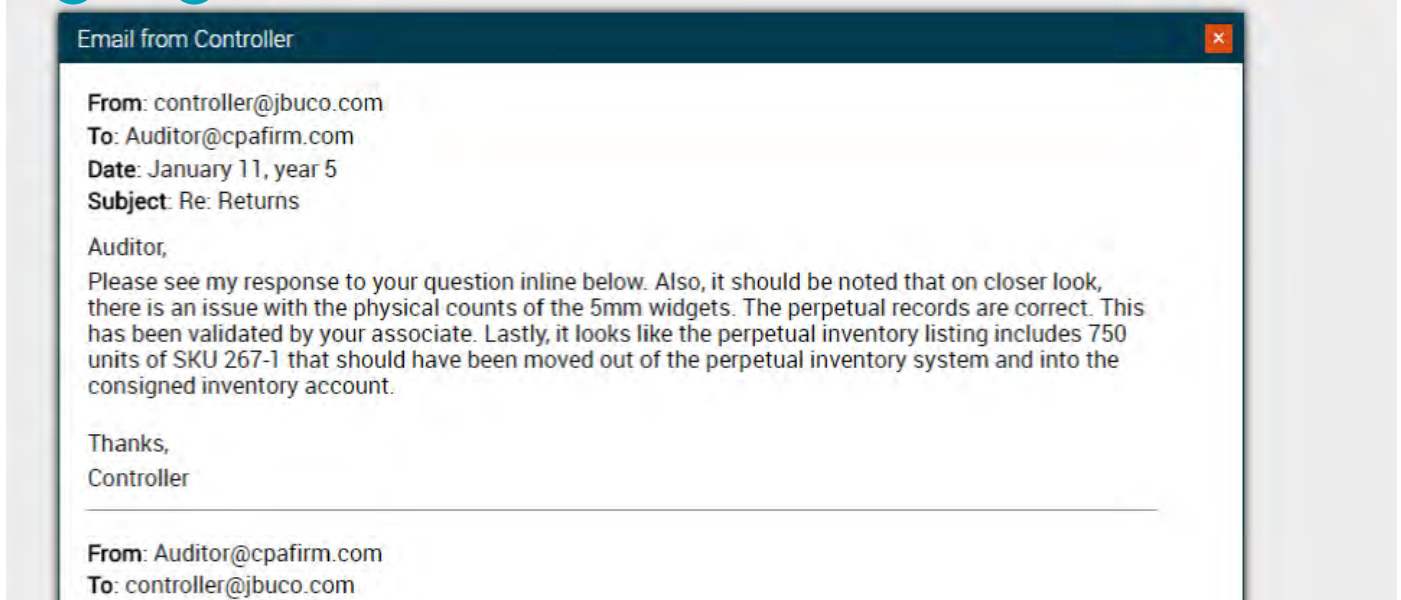 Email from Controller
×
From: controller@jbuco.com
To: Auditor@cpafirm.com
Date: January 11, year 5
Subject: Re: Returns
Auditor,
Please see my response to your question inline below. Also, it should be noted that on closer look,
there is an issue with the physical counts of the 5mm widgets. The perpetual records are correct. This
has been validated by your associate. Lastly, it looks like the perpetual inventory listing includes 750
units of SKU 267-1 that should have been moved out of the perpetual inventory system and into the
consigned inventory account.
Thanks,
Controller
From: Auditor@cpafirm.com
To: controller@jbuco.com